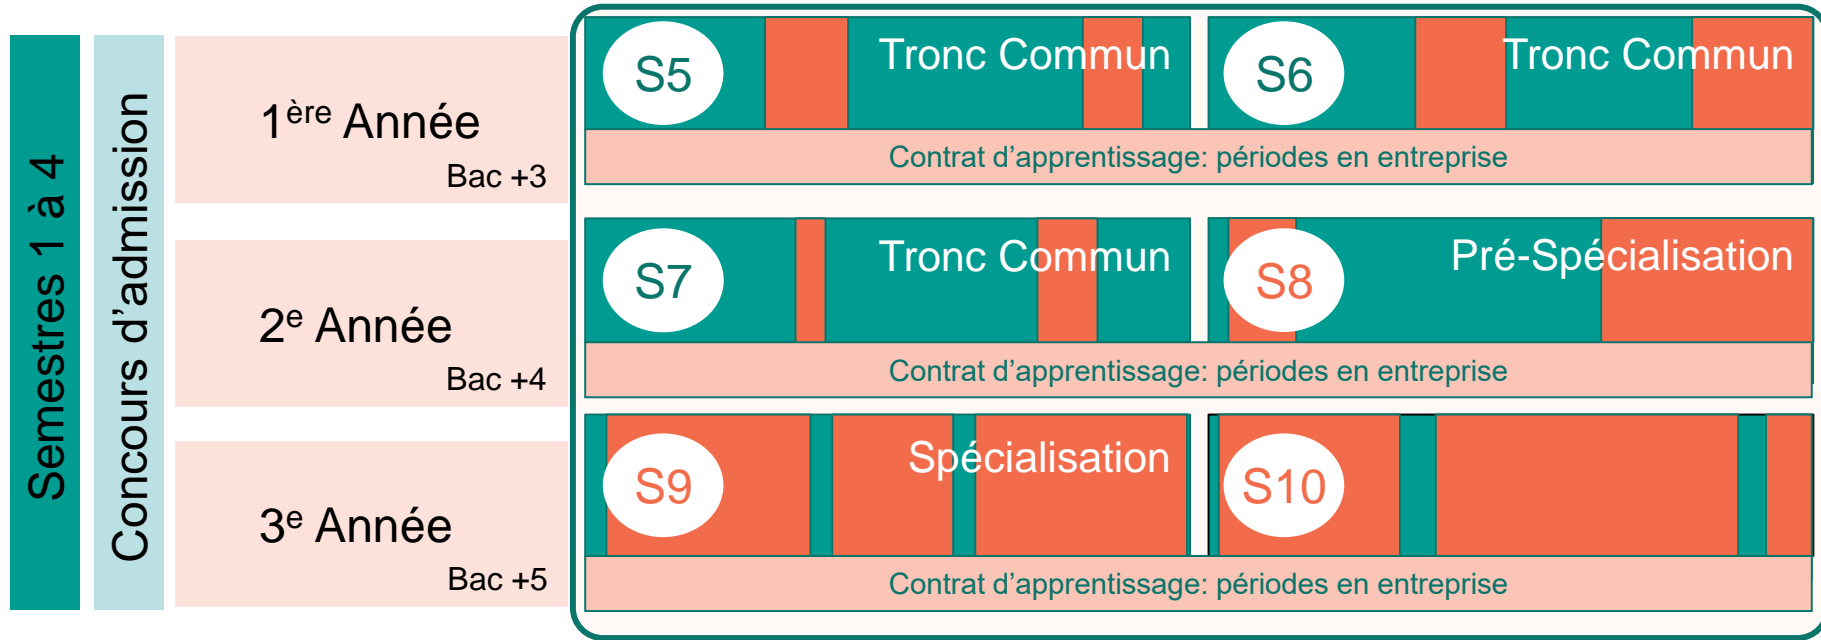 Semestres 1 à 4
Concours d'admission
1ère Année
Bac +3
S5
Tronc Commun
S6
Tronc Commun
Contrat d'apprentissage: périodes en entreprise
2e Année
Bac +4
S7
Tronc Commun
S8
Pré-Spécialisation
Contrat d'apprentissage: périodes en entreprise
3e Année
Bac +5
S9
Spécialisation
S10
Contrat d'apprentissage: périodes en entreprise